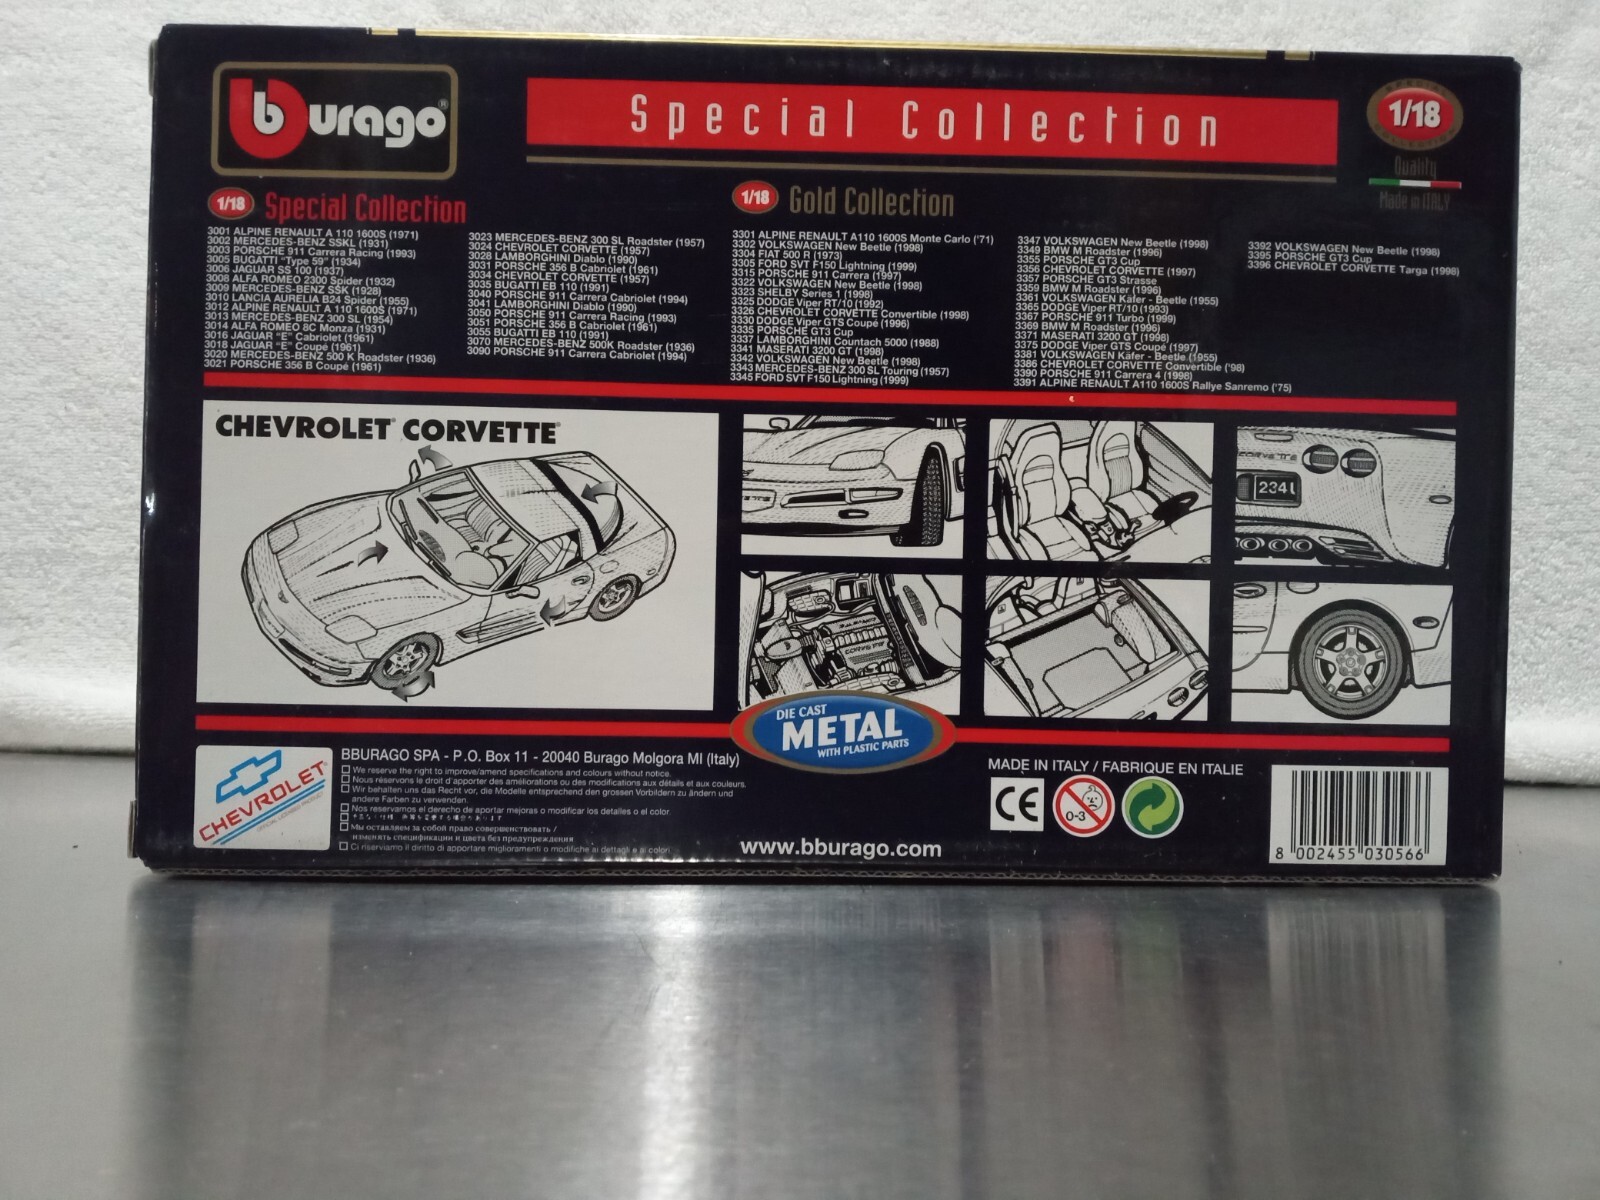 bburago®
Special Collection
1/18
Quality
Made in ITALY
1/18 Special Collection
3001 ALPINE RENAULT A 110 1600S (1971)
3002 MERCEDES-BENZ SSKL (1931)
3003 PORSCHE 911 Carrera Racing (1993)
3005 BUGATTI "Type 59" (1934)
3006 JAGUAR SS 100 (1937)
3008 ALFA ROMEO 2300 Spider (1932)
3009 MERCEDES-BENZ SSK (1928)
3010 LANCIA AURELIA B24 Spider (1955)
3012 ALPINE RENAULT A 110 1600S (1971)
3013 MERCEDES-BENZ 300 SL (1954)
3014 ALFA ROMEO 8C Monza (1931)
3016 JAGUAR "E" Cabriolet (1961)
3018 JAGUAR "E" Coupé (1961)
3020 MERCEDES-BENZ 500 K Roadster (1936)
3021 PORSCHE 356 B Coupé (1961)
3023 MERCEDES-BENZ 300 SL Roadster (1957)
3024 CHEVROLET CORVETTE (1957)
3028 LAMBORGHINI Diablo (1990)
3031 PORSCHE 356 B Cabriolet (1961)
3034 CHEVROLET CORVETTE (1957)
3035 BUGATTI EB 110 (1991)
3040 PORSCHE 911 Carrera Cabriolet (1994)
3041 LAMBORGHINI Diablo (1990)
3050 PORSCHE 911 Carrera Racing (1993)
3051 PORSCHE 356 B Cabriolet (1961)
3055 BUGATTI EB 110 (1991)
3070 MERCEDES-BENZ 500K Roadster (1936)
3090 PORSCHE 911 Carrera Cabriolet (1994)
1/18 Gold Collection
3301 ALPINE RENAULT A110 1600S Monte Carlo ('71)
3302 VOLKSWAGEN New Beetle (1998)
3304 FIAT 500 R (1973)
3305 FORD SVT F150 Lightning (1999)
3315 PORSCHE 911 Carrera (1997)
3322 VOLKSWAGEN New Beetle (1998)
3323 SHELBY Series 1 (1998)
3325 DODGE Viper RT/10 (1992)
3326 CHEVROLET CORVETTE Convertible (1998)
3330 DODGE Viper GTS Coupé (1996)
3335 PORSCHE GT3 Cup
3337 LAMBORGHINI Countach 5000 (1988)
3341 MASERATI 3200 GT (1998)
3342 VOLKSWAGEN New Beetle (1998)
3343 MERCEDES-BENZ 300 SL Touring (1957)
3345 FORD SVT F150 Lightning (1999)
3347 VOLKSWAGEN New Beetle (1998)
3349 BMW M Roadster (1996)
3355 PORSCHE GT3 Cup
3356 CHEVROLET CORVETTE (1997)
3357 PORSCHE GT3 Strasse
3359 BMW M Roadster (1996)
3361 VOLKSWAGEN Käfer - Beetle (1955)
3365 DODGE Viper RT/10 (1993)
3367 PORSCHE 911 Turbo (1999)
3369 BMW M Roadster (1996)
3371 MASERATI 3200 GT (1998)
3375 DODGE Viper GTS Coupé (1997)
3381 VOLKSWAGEN Käfer - Beetle (1955)
3386 CHEVROLET CORVETTE Convertible ('98)
3390 PORSCHE 911 Carrera 4 (1998)
3391 ALPINE RENAULT A110 1600S Rallye Sanremo ('75)
3392 VOLKSWAGEN New Beetle (1998)
3395 PORSCHE GT3 Cup
3396 CHEVROLET CORVETTE Targa (1998)
CHEVROLET® CORVETTE®
CORVETTE
234L
CORVETTE
DIE CAST
METAL
WITH PLASTIC PARTS
CHEVROLET
OFFICIAL LICENSED PRODUCT
BBURAGO SPA - P.O. Box 11 - 20040 Burago Molgora MI (Italy)
We reserve the right to improve/amend specifications and colours without notice.
Nous réservons le droit d'apporter des améliorations ou des modifications aux détails et aux couleurs.
Wir behalten uns das Recht vor, die Modelle entsprechend den grossen Vorbildern zu ändern und
andere Farben zu verwenden.
Nos reservamos el derecho de aportar mejoras o modificar los detalles o el color.
Мы оставляем за собой право совершенствовать /
изменять спецификации и цвета без предупреждения
Ci riserviamo il diritto di apportare miglioramenti o modifiche ai dettagli e ai colori.
www.bburago.com
MADE IN ITALY / FABRIQUE EN ITALIE
CE
0-3
8 002455 030566